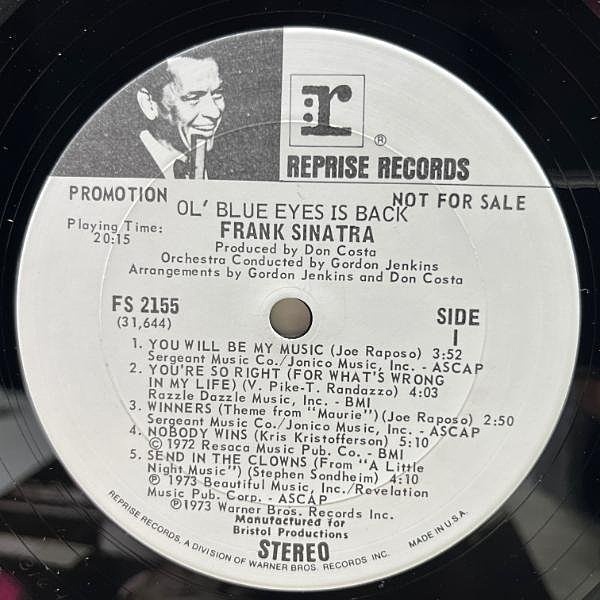 :r
®
REPRISE RECORDS
PROMOTION
NOT FOR SALE
OL' BLUE EYES IS BACK
Playing Time:
20:15
FRANK SINATRA
Produced by Don Costa
Orchestra Conducted by Gordon Jenkins
Arrangements by Gordon Jenkins and Don Costa
FS 2155
(31,644)
SIDE
1
1. YOU WILL BE MY MUSIC (Joe Raposo) 3:52
Sergeant Music Co./Jonico Music, Inc. - ASCAP
2. YOU'RE SO RIGHT (FOR WHAT'S WRONG
IN MY LIFE) (V. Pike-T. Randazzo) 4:03
Razzle Dazzle Music, Inc. - BMI
3. WINNERS (Theme from "Maurie") (Joe Raposo) 2:50
Sergeant Music Co./Jonico Music, Inc. - ASCAP
4. NOBODY WINS (Kris Kristofferson) 5:10
© 1972 Resaca Music Pub. Co. - BMI
5. SEND IN THE CLOWNS (From "A Little
Night Music") (Stephen Sondheim) 4:10
℗ 1973 Beautiful Music, Inc./Revelation
Music Pub. Corp. - ASCAP
℗1973 Warner Bros. Records Inc.
Manufactured for
Bristol Productions
STEREO
REPRISE RECORDS, A DIVISION OF WARNER BROS. RECORDS INC. MADE IN U.S.A.